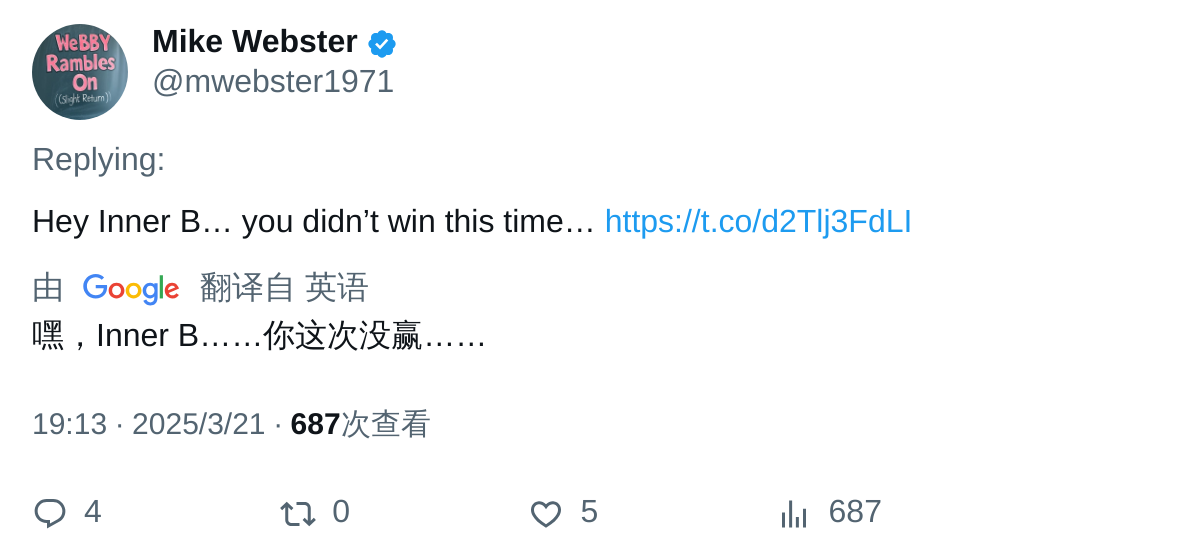 WeBBY
Rambles
On
((Slight Return))
Mike Webster
@mwebster1971
Replying:
Hey Inner B… you didn’t win this time… https://t.co/d2Tlj3FdLI
由 Google 翻译自 英语
嘿，Inner B……你这次没赢……
19:13 · 2025/3/21 · 687次查看
4 0 5 687